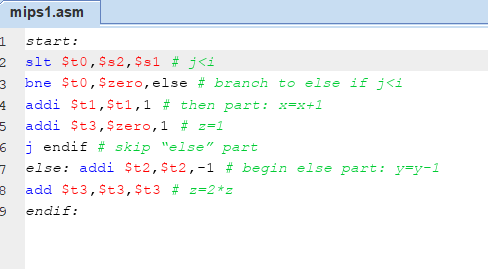 mips1.asm
1 start:
2 slt $t0,$s2,$s1 # j<i
3 bne $t0,$zero,else # branch to else if j<i
4 addi $t1,$t1,1 # then part: x=x+1
5 addi $t3,$zero,1 # z=1
6 j endif # skip “else” part
7 else: addi $t2,$t2,-1 # begin else part: y=y-1
8 add $t3,$t3,$t3 # z=2*z
9 endif: